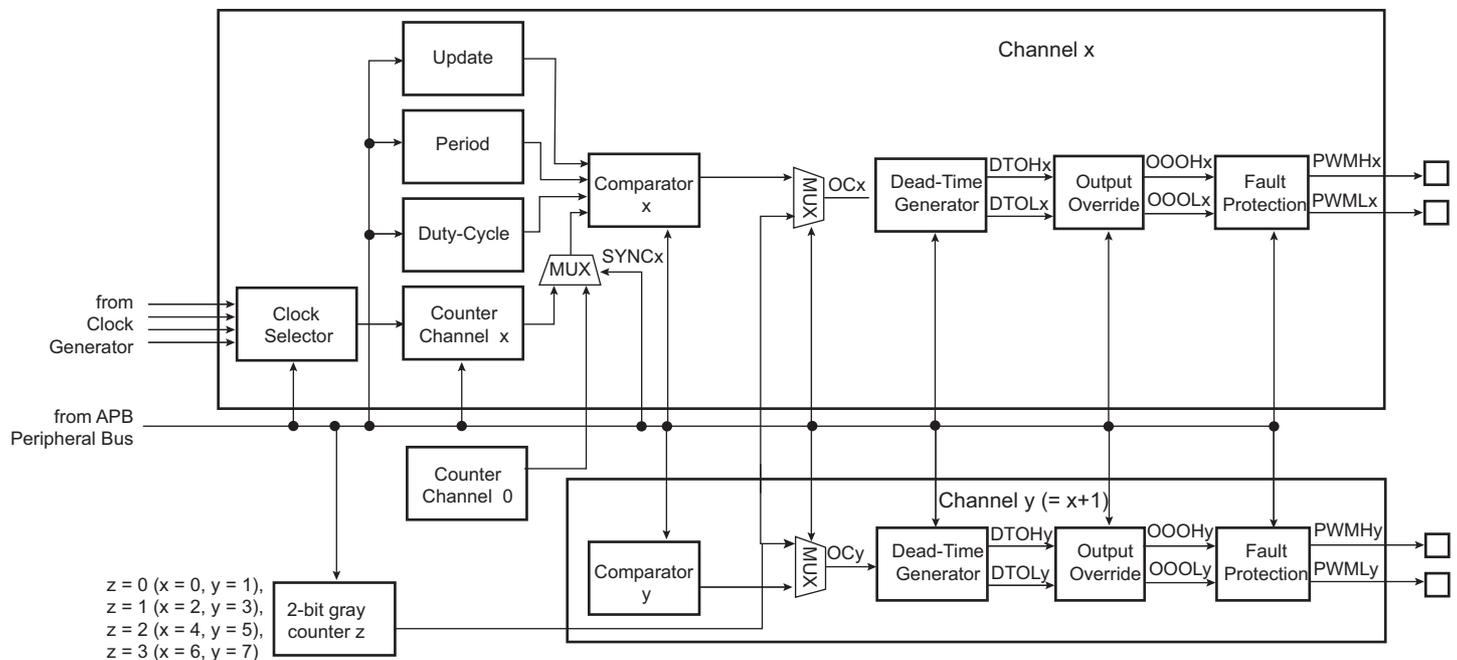 Channel x
Update
Period
Duty-Cycle
Comparator
x
MUX
SYNCx
MUX
OCx
Dead-Time
Generator
DTOHx
DTOLx
Output
Override
OOOHx
OOOLx
Fault
Protection
PWMHx
PWMLx
from
Clock
Generator
Clock
Selector
Counter
Channel x
from APB
Peripheral Bus
Counter
Channel 0
Channel y (= x+1)
Comparator
y
MUX
OCy
Dead-Time
Generator
DTOHy
DTOLy
Output
Override
OOOHy
OOOLy
Fault
Protection
PWMHy
PWMLy
z = 0 (x = 0, y = 1),
z = 1 (x = 2, y = 3),
z = 2 (x = 4, y = 5),
z = 3 (x = 6, y = 7)
2-bit gray
counter z